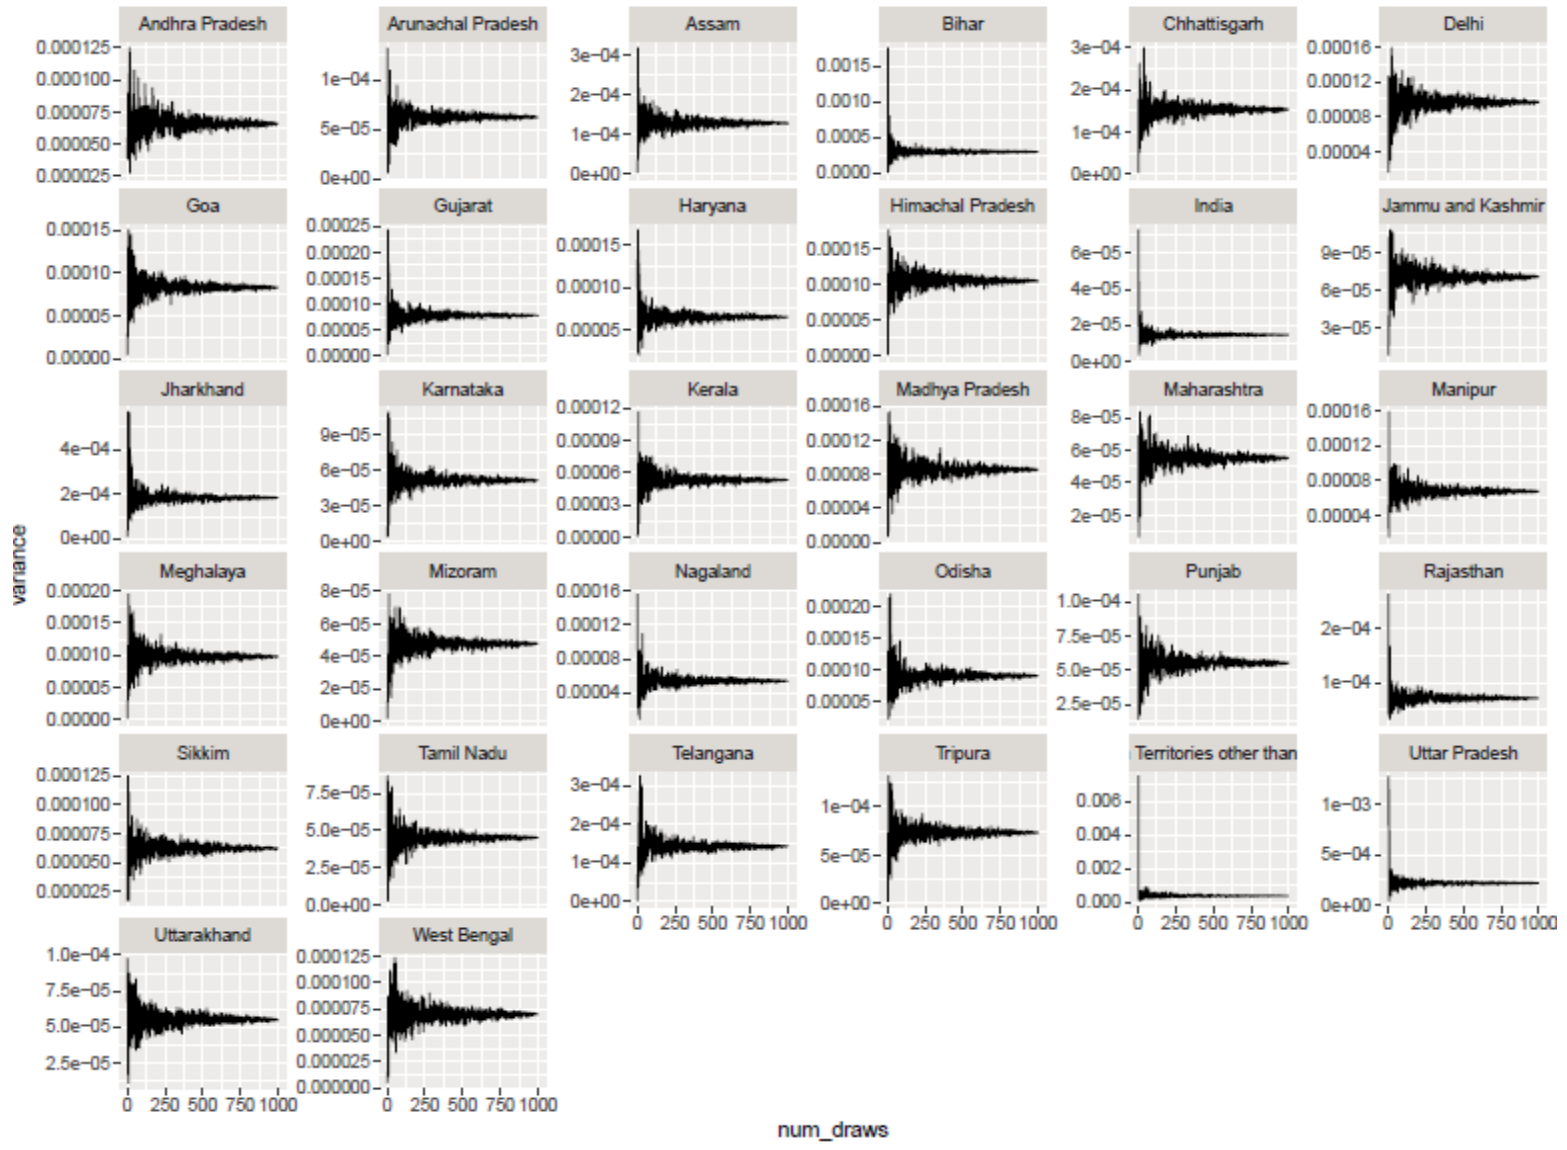 Andhra Pradesh
0.000125
0.000100
0.000075
0.000050
0.000025
Arunachal Pradesh
1e−04
5e−05
0e+00
Assam
3e−04
2e−04
1e−04
0e+00
Bihar
0.0015
0.0010
0.0005
0.0000
Chhattisgarh
3e−04
2e−04
1e−04
0e+00
Delhi
0.00016
0.00012
0.00008
0.00004
Goa
0.00015
0.00010
0.00005
0.00000
Gujarat
0.00025
0.00020
0.00015
0.00010
0.00005
0.00000
Haryana
0.00015
0.00010
0.00005
Himachal Pradesh
0.00015
0.00010
0.00005
0.00000
India
6e−05
4e−05
2e−05
0e+00
Jammu and Kashmir
9e−05
6e−05
3e−05
Jharkhand
4e−04
2e−04
0e+00
Karnataka
9e−05
6e−05
3e−05
0e+00
Kerala
0.00012
0.00009
0.00006
0.00003
0.00000
Madhya Pradesh
0.00016
0.00012
0.00008
0.00004
0.00000
Maharashtra
8e−05
6e−05
4e−05
2e−05
Manipur
0.00016
0.00012
0.00008
0.00004
variance
Meghalaya
0.00020
0.00015
0.00010
0.00005
0.00000
Mizoram
8e−05
6e−05
4e−05
2e−05
0e+00
Nagaland
0.00016
0.00012
0.00008
0.00004
Odisha
0.00020
0.00015
0.00010
0.00005
Punjab
1.0e−04
7.5e−05
5.0e−05
2.5e−05
Rajasthan
2e−04
1e−04
Sikkim
0.000125
0.000100
0.000075
0.000050
0.000025
Tamil Nadu
7.5e−05
5.0e−05
2.5e−05
0.0e+00
Telangana
3e−04
2e−04
1e−04
0e+00
0 250 500 750 1000
Tripura
1e−04
5e−05
0e+00
0 250 500 750 1000
Territories other than
0.006
0.004
0.002
0.000
0 250 500 750 1000
Uttar Pradesh
1e−03
5e−04
0e+00
0 250 500 750 1000
Uttarakhand
1.0e−04
7.5e−05
5.0e−05
2.5e−05
0 250 500 750 1000
West Bengal
0.000125
0.000100
0.000075
0.000050
0.000025
0.000000
0 250 500 750 1000
num_draws